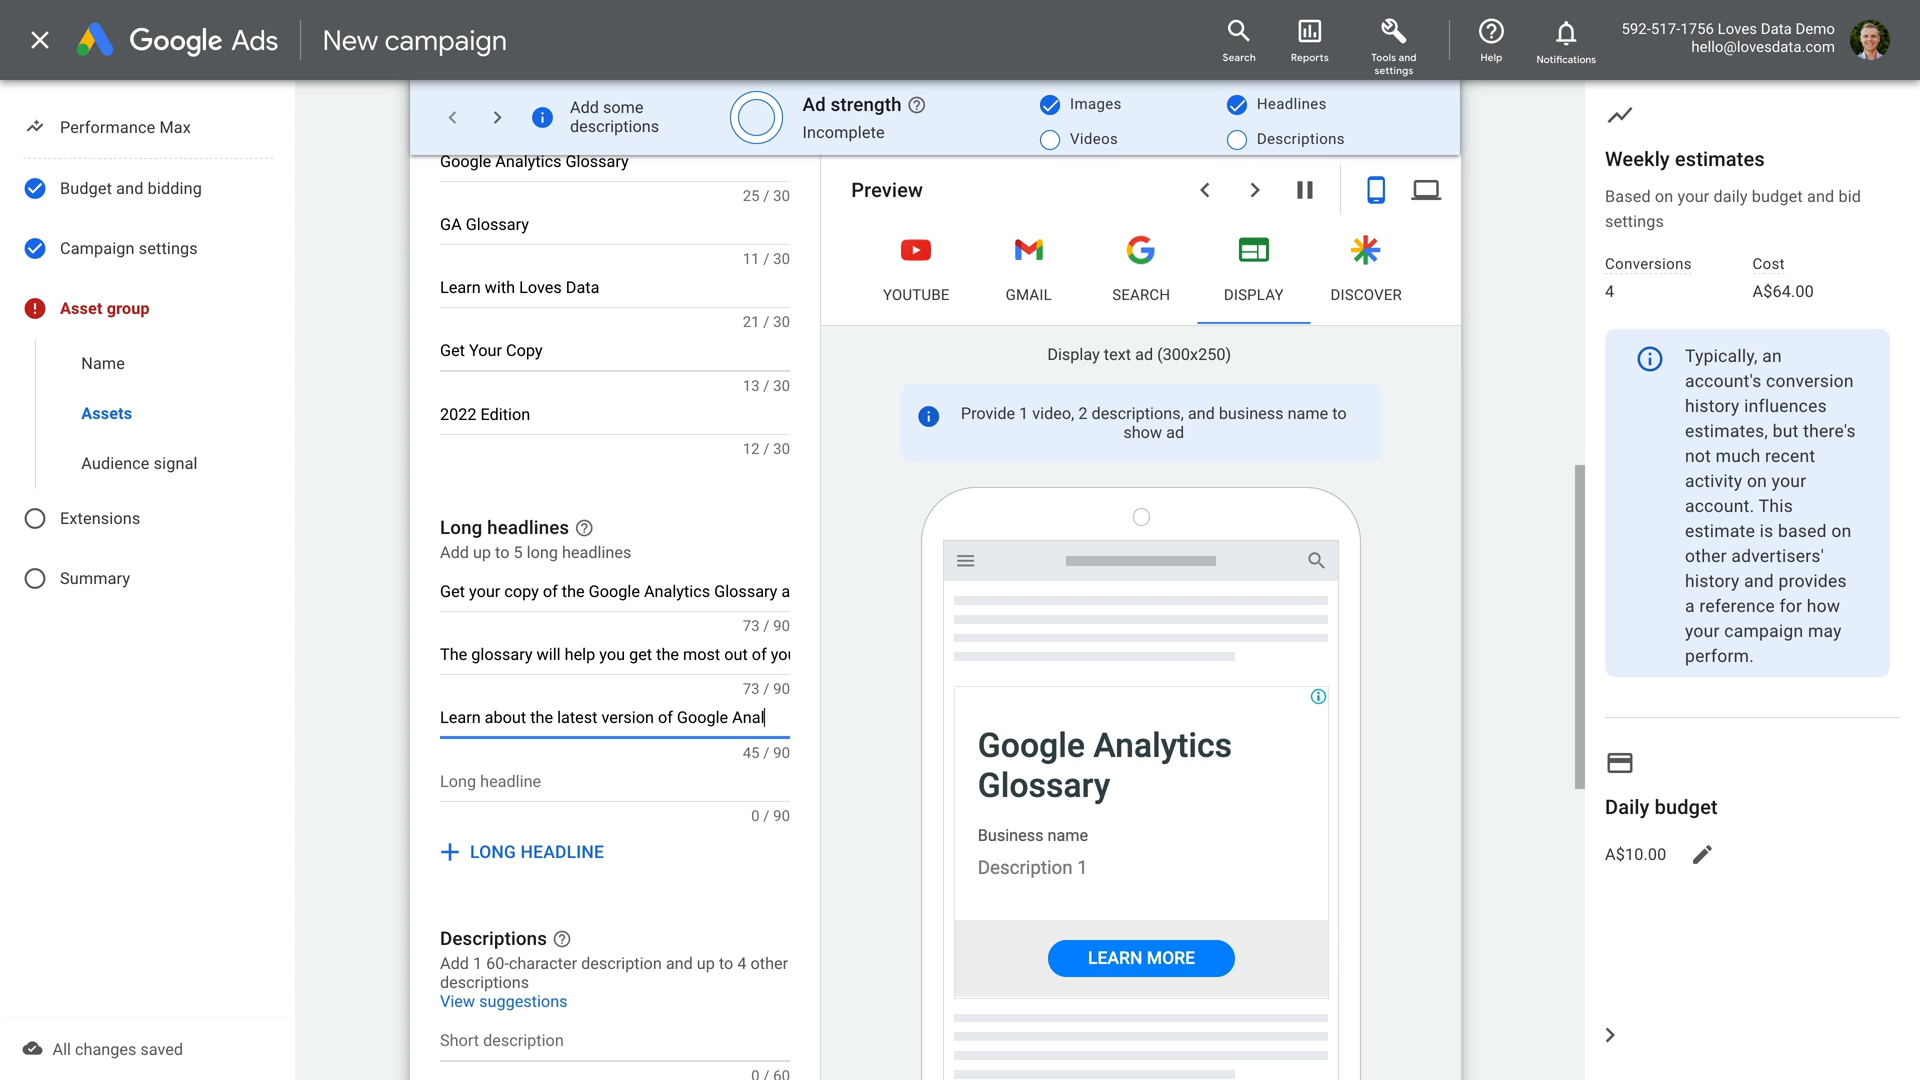 Google Ads
New campaign
Search
Reports
Tools and
settings
Help
Notifications
592-517-1756 Loves Data Demo
hello@lovesdata.com
Performance Max
Budget and bidding
Campaign settings
Asset group
Name
Assets
Audience signal
Extensions
Summary
All changes saved
Add some
descriptions
Ad strength
Incomplete
Images
Videos
Headlines
Descriptions
Google Analytics Glossary
25 / 30
GA Glossary
11 / 30
Learn with Loves Data
21 / 30
Get Your Copy
13 / 30
2022 Edition
12 / 30
Long headlines
Add up to 5 long headlines
Get your copy of the Google Analytics Glossary a
73 / 90
The glossary will help you get the most out of you
73 / 90
Learn about the latest version of Google Anal
45 / 90
Long headline
0 / 90
LONG HEADLINE
Descriptions
Add 1 60-character description and up to 4 other
descriptions
View suggestions
Short description
0 / 60
Preview
YOUTUBE
GMAIL
SEARCH
DISPLAY
DISCOVER
Display text ad (300x250)
Provide 1 video, 2 descriptions, and business name to
show ad
Google Analytics
Glossary
Business name
Description 1
LEARN MORE
Weekly estimates
Based on your daily budget and bid
settings
Conversions
Cost
4
A$64.00
Typically, an
account's conversion
history influences
estimates, but there's
not much recent
activity on your
account. This
estimate is based on
other advertisers'
history and provides
a reference for how
your campaign may
perform.
Daily budget
A$10.00